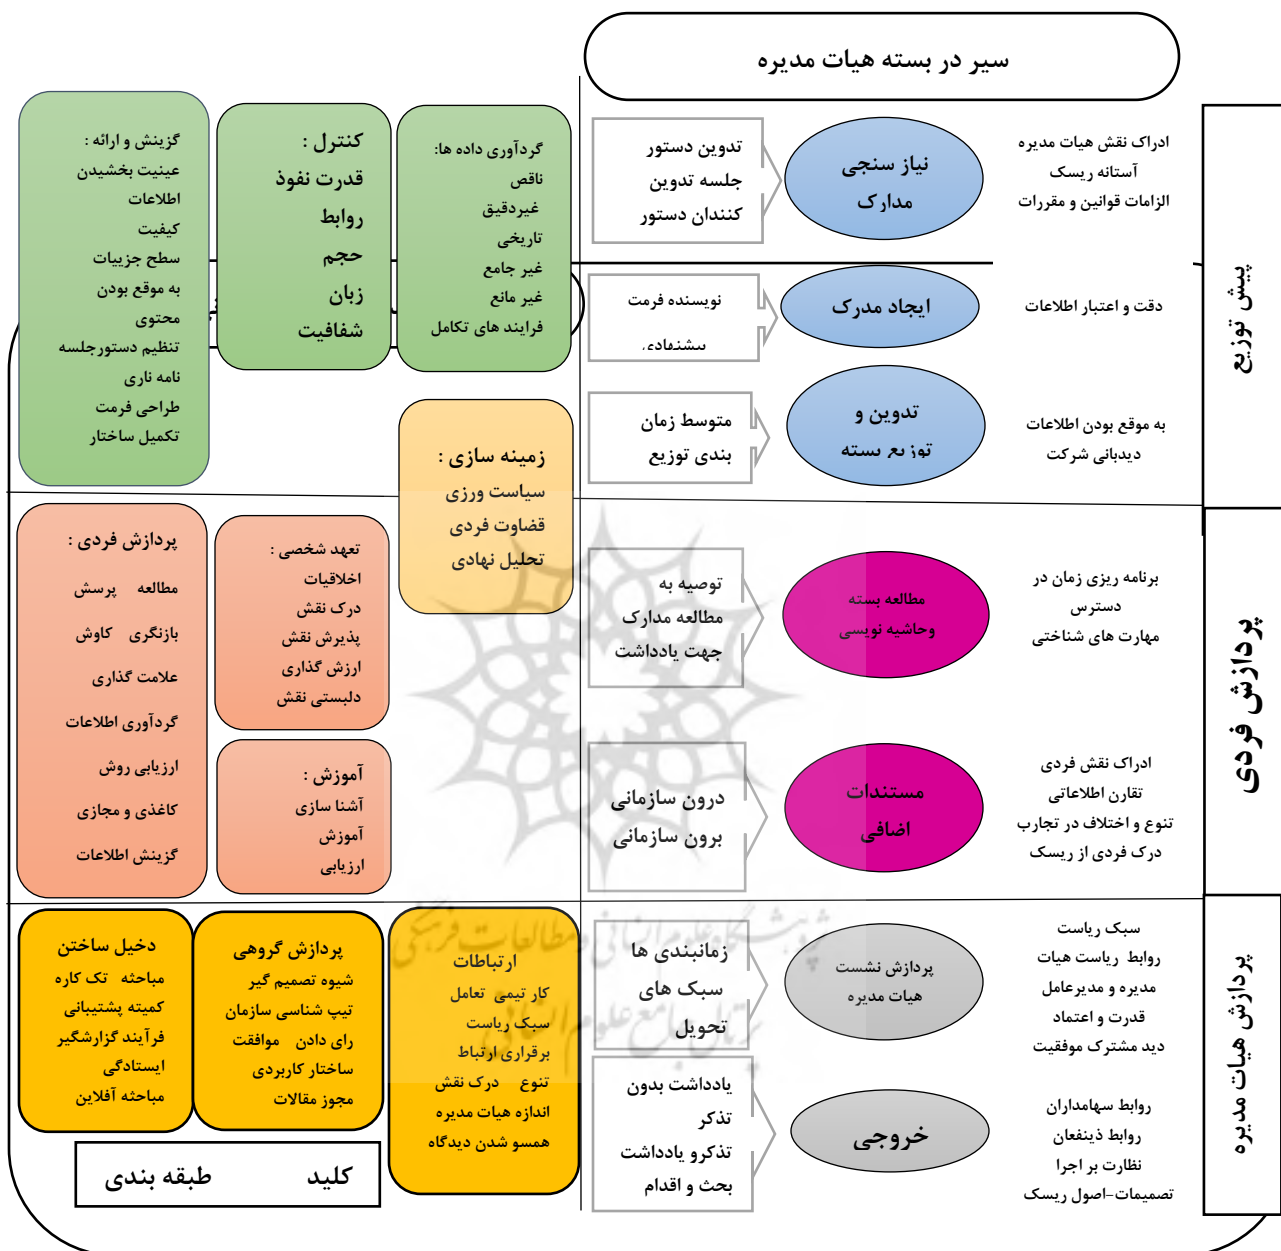 سیر در بسته هیات مدیره
پیش توزیع
ادراک نقش هیات مدیره
آستانه ریسک
الزامات قوانین و مقررات
نیاز سنجی
مدارک
تدوین دستور
جلسه تدوین
کنندان دستور
دقت و اعتبار اطلاعات
ایجاد مدرک
نویسنده فرمت
پیشنهادی
به موقع بودن اطلاعات
دیدبانی شرکت
تدوین و
توزیع بسته
متوسط زمان
بندی توزیع
گردآوری داده ها:
ناقص
غیردقیق
تاریخی
غیر جامع
غیر مانع
فرایند های تکامل
کنترل :
قدرت نفوذ
روابط
حجم
زبان
شفافیت
گزینش و ارائه :
عینیت بخشیدن
اطلاعات
کیفیت
سطح جزییات
به موقع بودن
محتوی
تنظیم دستورجلسه
نامه ناری
طراحی فرمت
تکمیل ساختار
زمینه سازی :
سیاست ورزی
قضاوت فردی
تحلیل نهادی
پردازش فردی
برنامه ریزی زمان در
دسترس
مهارت های شناختی
مطالعه بسته
وحاشیه نویسی
توصیه به
مطالعه مدارک
جهت یادداشت
ادراک نقش فردی
تقارن اطلاعاتی
تنوع و اختلاف در تجارب
درک فردی از ریسک
مستندات
اضافی
درون سازمانی
برون سازمانی
تعهد شخصی :
اخلاقیات
درک نقش
پذیرش نقش
ارزش گذاری
دلبستی نقش
آموزش :
آشنا سازی
آموزش
ارزیابی
پردازش فردی :
مطالعه پرسش
بازنگری کاوش
علامت گذاری
گردآوری اطلاعات
ارزیابی روش
کاغذی و مجازی
گزینش اطلاعات
پردازش هیات مدیره
سبک ریاست
روابط ریاست هیات
مدیره و مدیرعامل
قدرت و اعتماد
دید مشترک موفقیت
پردازش نشست
هیات مدیره
زمانبندی ها
سبک های
تحویل
روابط سهامداران
روابط ذینفعان
نظارت بر اجرا
تصمیمات-اصول ریسک
خروجی
یادداشت بدون
تذکر
تذکرو یادداشت
بحث و اقدام
ارتباطات
کار تیمی تعامل
سبک ریاست
برقراری ارتباط
تنوع درک نقش
اندازه هیات مدیره
همسو شدن دیدگاه
پردازش گروهی
شیوه تصمیم گیر
تیپ شناسی سازمان
رای دادن موافقت
ساختار کاربردی
مجوز مقالات
دخیل ساختن
مباحثه تک کاره
کمیته پشتیبانی
فرآیند گزارشگیر
ایستادگی
مباحثه آفلاین
کلید طبقه بندی
پژوهشگاه علوم انسانی و مطالعات فرهنگی
پرتال جامع علوم انسانی